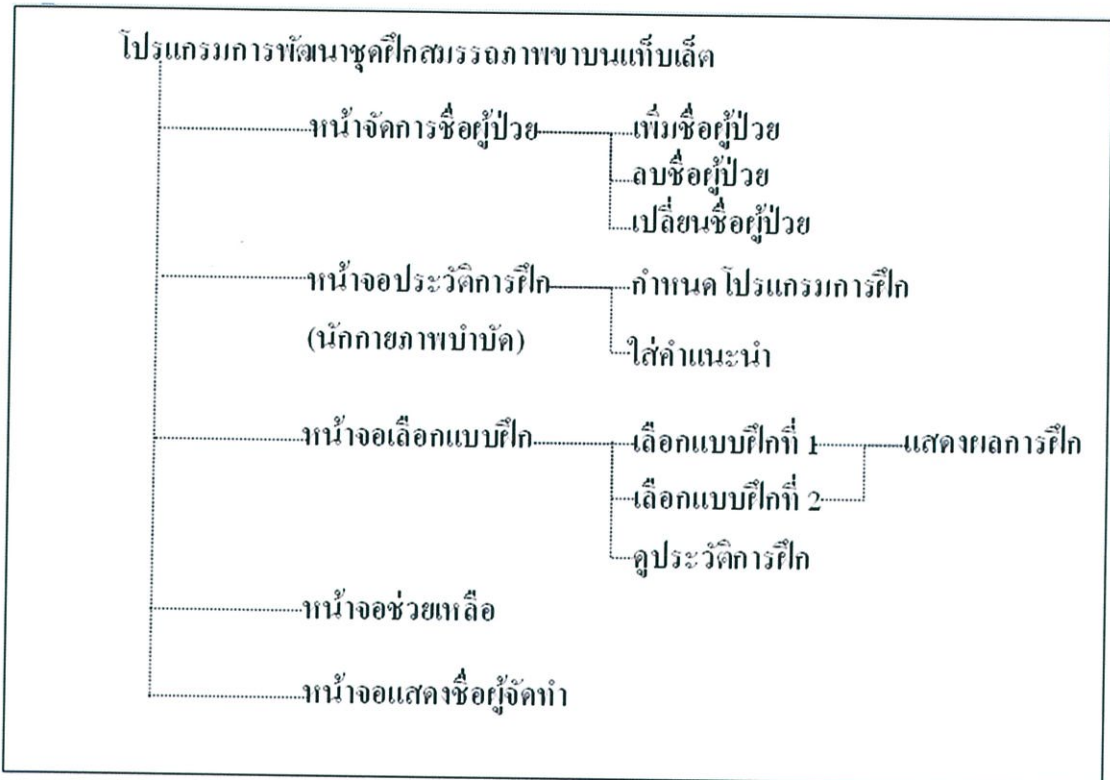 โปรแกรมการพัฒนาชุดฝึกสมรรถภาพขาบนแท็บเล็ต
หน้าจัดการชื่อผู้ป่วย เพิ่มชื่อผู้ป่วย
ลบชื่อผู้ป่วย
เปลี่ยนชื่อผู้ป่วย
หน้าจอประวัติการฝึก กำหนดโปรแกรมการฝึก
(นักกายภาพบำบัด) ใส่คำแนะนำ
หน้าจอเลือกแบบฝึก เลือกแบบฝึกที่ 1 แสดงผลการฝึก
เลือกแบบฝึกที่ 2
ดูประวัติการฝึก
หน้าจอช่วยเหลือ
หน้าจอแสดงชื่อผู้จัดทำ